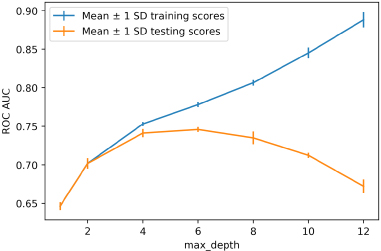 Mean ± 1 SD training scores
Mean ± 1 SD testing scores
ROC AUC
0.90
0.85
0.80
0.75
0.70
0.65
2 4 6 8 10 12
max_depth